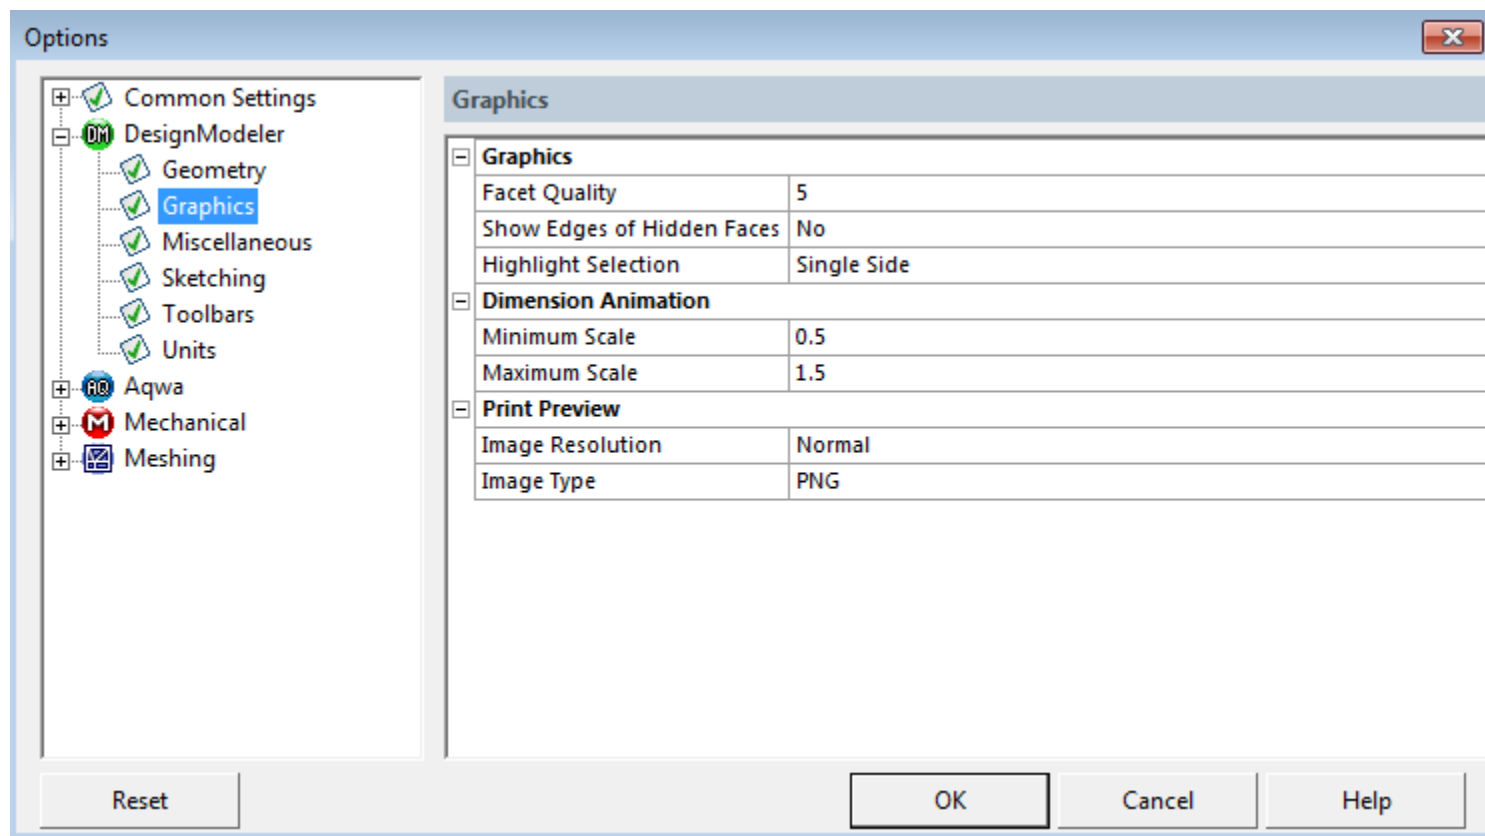 Options
Common Settings
DM DesignModeler
Geometry
Graphics
Miscellaneous
Sketching
Toolbars
Units
AQ Aqwa
M Mechanical
Meshing
Graphics
Graphics
Facet Quality 5
Show Edges of Hidden Faces No
Highlight Selection Single Side
Dimension Animation
Minimum Scale 0.5
Maximum Scale 1.5
Print Preview
Image Resolution Normal
Image Type PNG
Reset OK Cancel Help